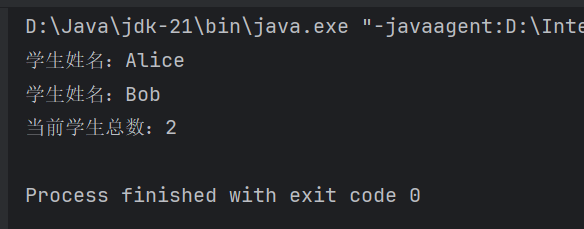 D:\Java\jdk-21\bin\java.exe "-javaagent:D:\Inte
学生姓名：Alice
学生姓名：Bob
当前学生总数：2
Process finished with exit code 0